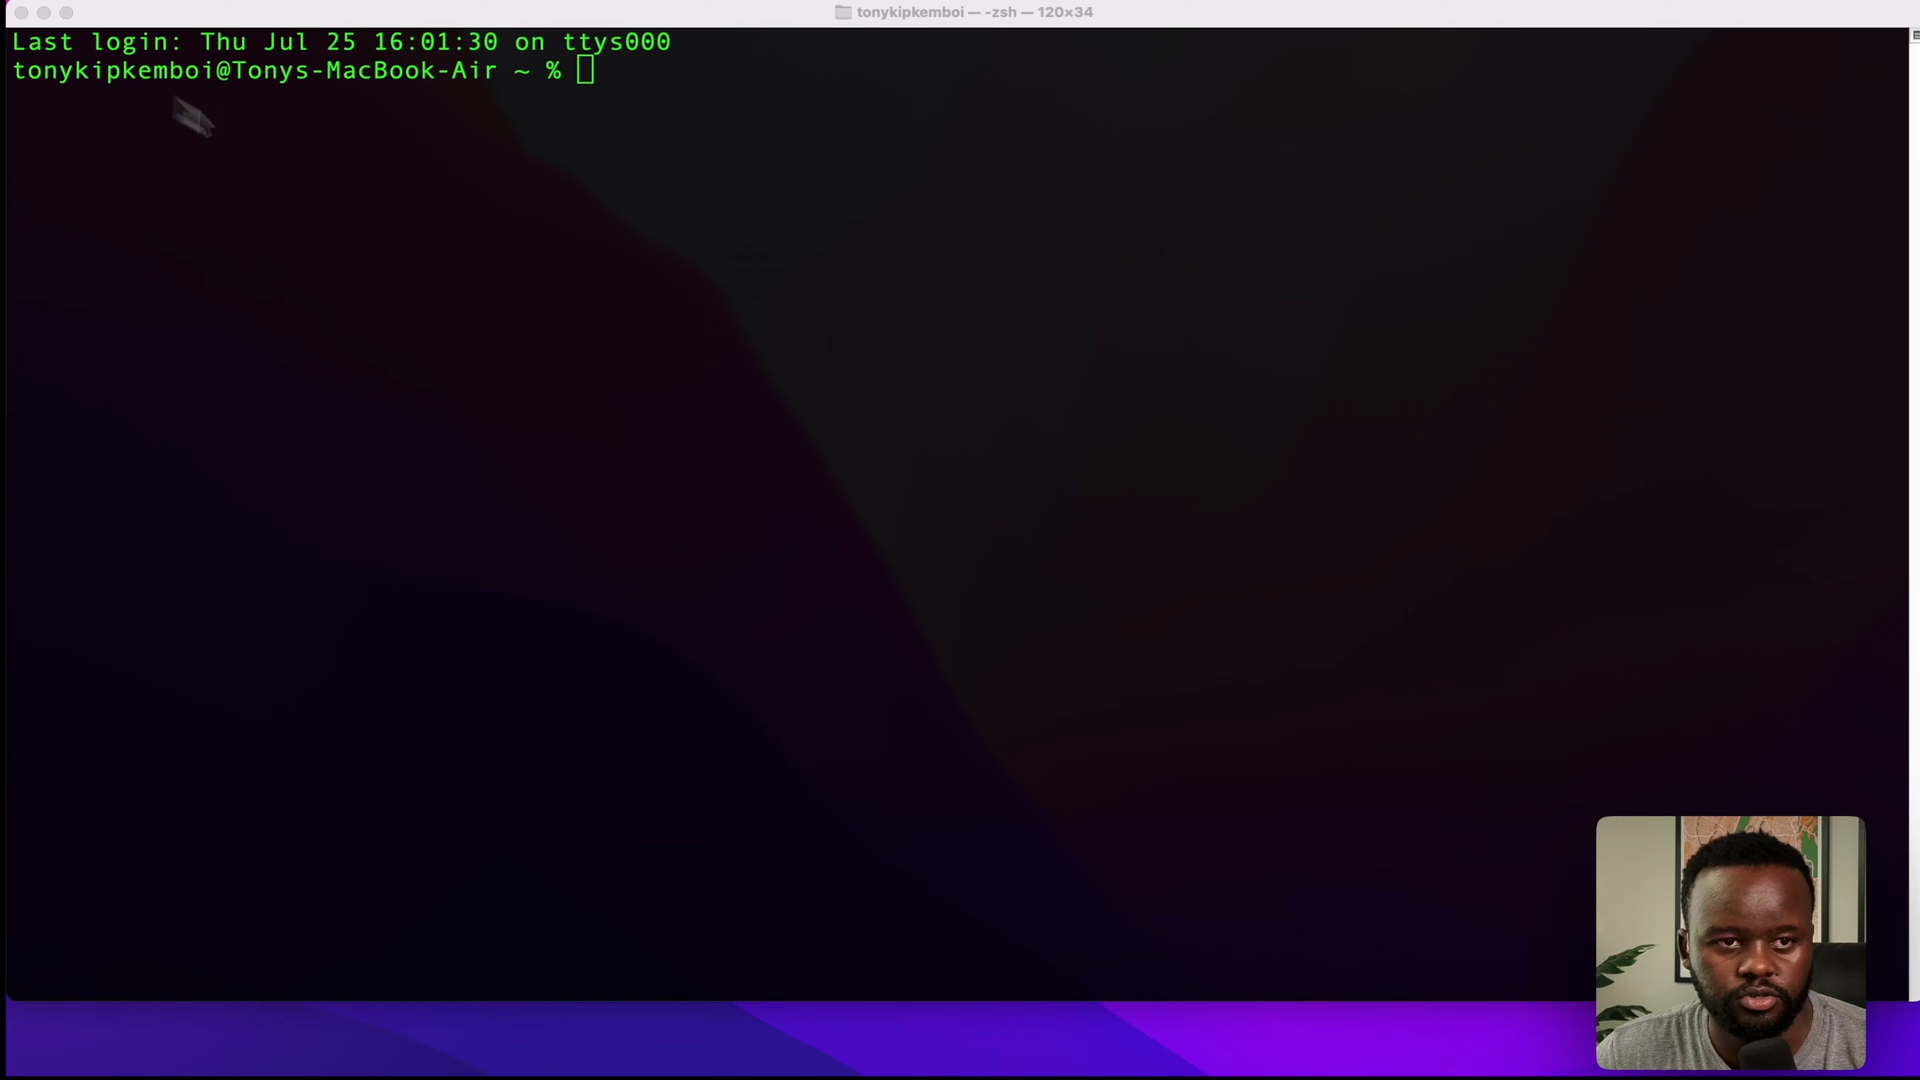 tonykipkemboi — -zsh — 120×34
Last login: Thu Jul 25 16:01:30 on ttys000
tonykipkemboi@Tonys-MacBook-Air ~ %